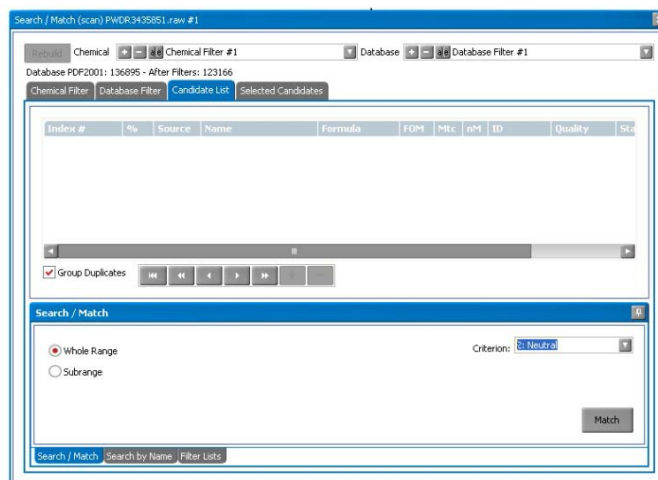 Search / Match (scan) PWDR3435851.raw #1
Rebuild Chemical + - a|e Chemical Filter #1 Database + - a|e Database Filter #1
Database PDF2001: 136895 - After Filters: 123166
Chemical Filter Database Filter Candidate List Selected Candidates
Index # % Source Name Formula FOM Mtc nM ID Quality Sta
Group Duplicates
Search / Match
Whole Range Criterion: 2: Neutral
Subrange
Match
Search / Match Search by Name Filter Lists